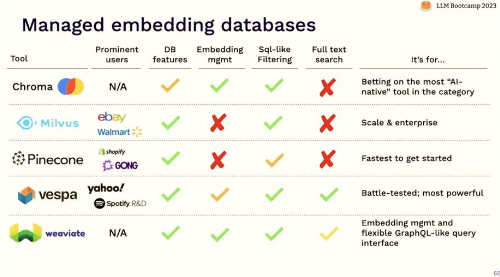 LLM Bootcamp 2023
Managed embedding databases
Tool
Prominent users
DB features
Embedding mgmt
Sql-like Filtering
Full text search
It's for...
Chroma
N/A
Betting on the most "AI-
native" tool in the category
Milvus
ebay
Walmart
Scale & enterprise
Pinecone
shopify
GONG
Fastest to get started
vespa
yahoo!
Spotify R&D
Battle-tested; most powerful
weaviate
N/A
Embedding mgmt and
flexible GraphQL-like query
interface